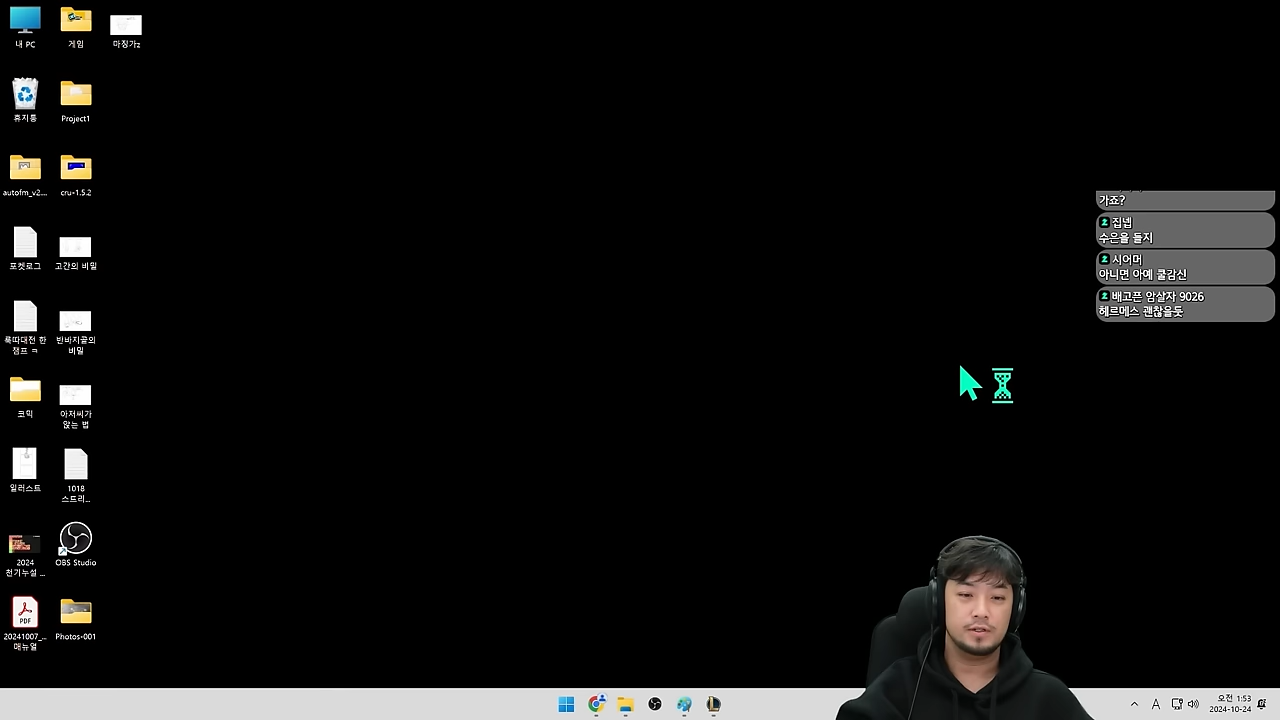 내 PC
게임
마징가z
휴지통
Project1
autofm_v2...
cru-1.5.2
포켓로그
고간의 비밀
룩따대전 한
잼프 ㅋ
반바지골의
비밀
코믹
아저씨가
앉는 법
일러스트
1018
스트리...
2024
천기누설 ...
OBS Studio
PDF
20241007_...
매뉴얼
Photos-001
가죠?
집넵
수은을 들지
시어머
아니면 아예 쿨감신
배고픈 암살자 9026
헤르메스 괜찮을듯
A
오전 1:53
2024-10-24